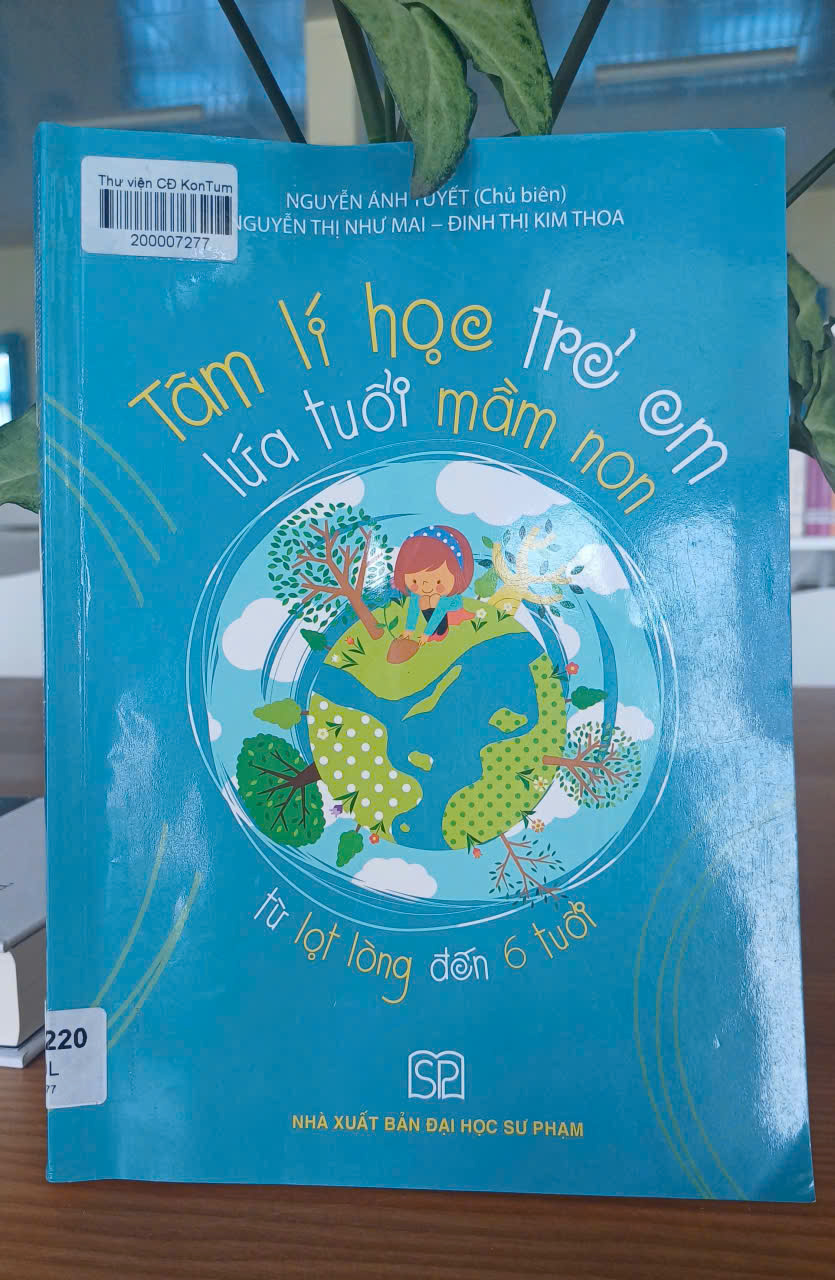 Thư viện CĐ KonTum
200007277
NGUYỄN ÁNH TUYẾT (Chủ biên)
NGUYỄN THỊ NHƯ MAI – ĐINH THỊ KIM THOA
Tâm lí học trẻ em
lứa tuổi mầm non
từ lọt lòng đến 6 tuổi
220
L
77
SP
NHÀ XUẤT BẢN ĐẠI HỌC SƯ PHẠM